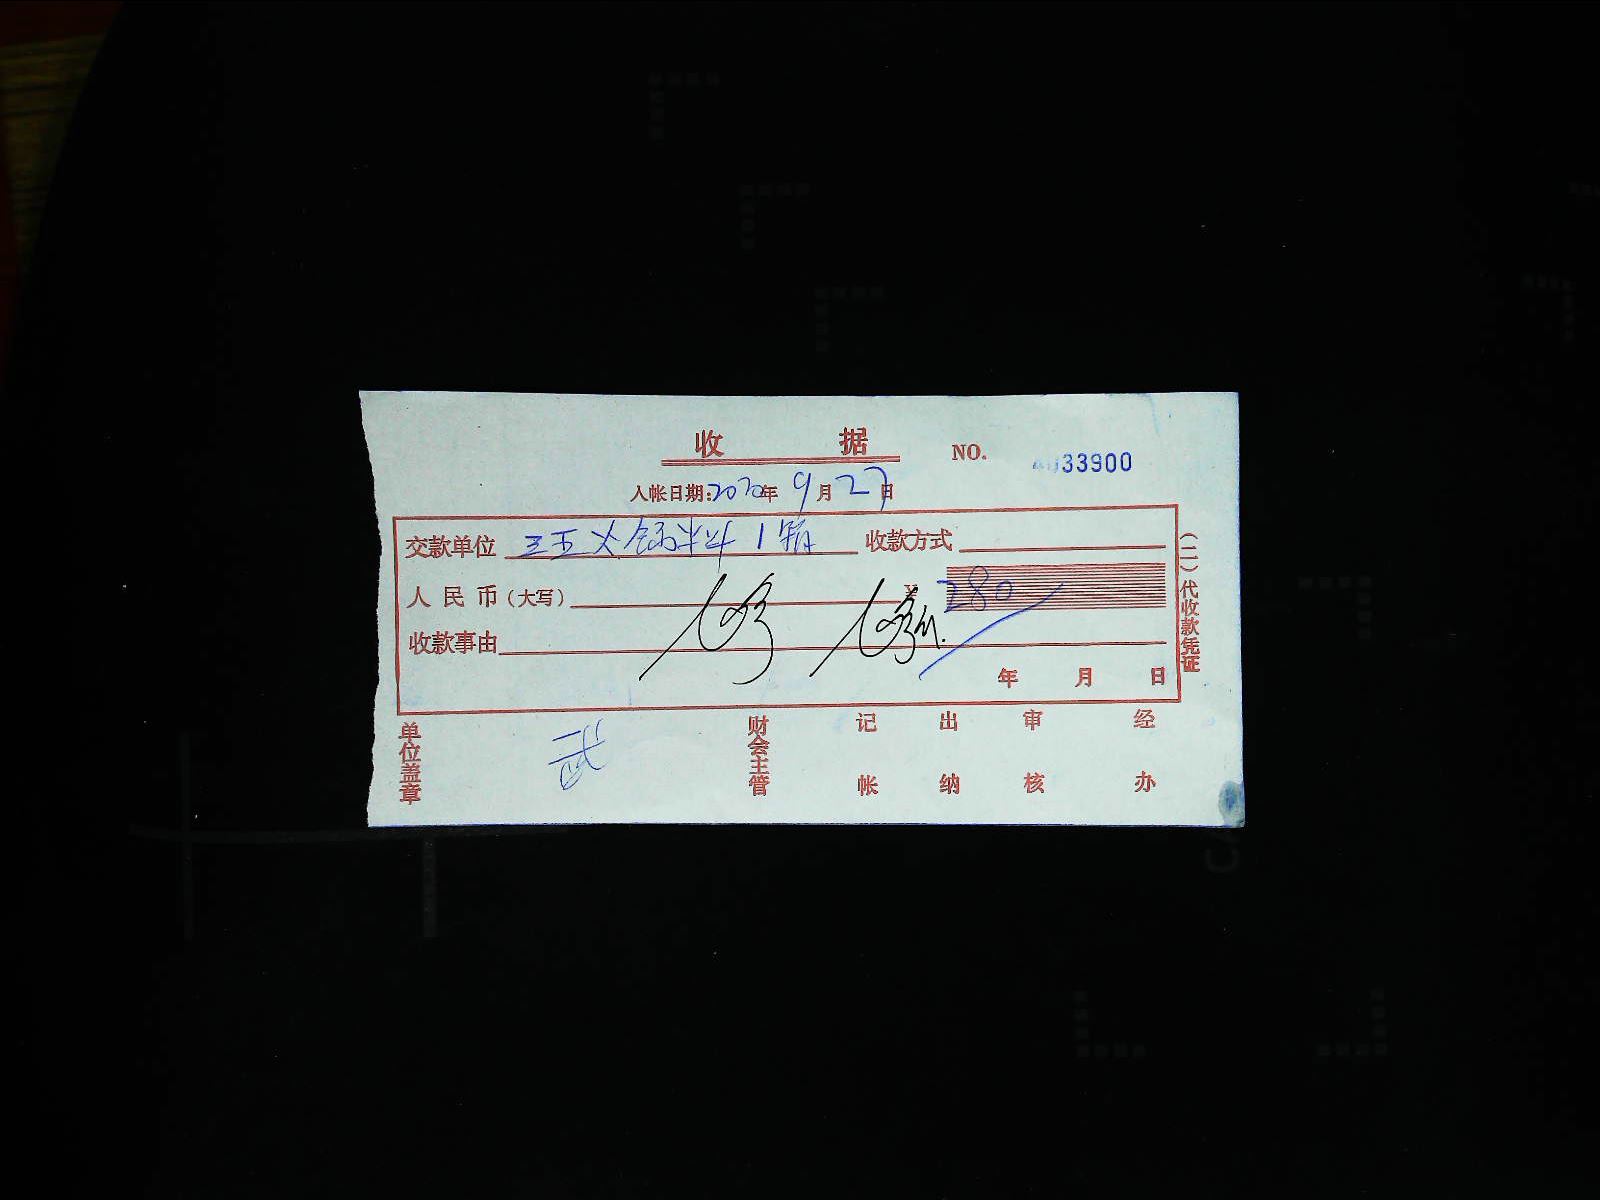 收 据 NO. 33900
入帐日期:2020年 9月 27日
交款单位 三五火锅料 1箱 收款方式
人民币(大写) ¥ 280
收款事由
年 月 日
(二)代收款凭证
单位盖章 武 财会主管 记帐 出纳 审核 经办